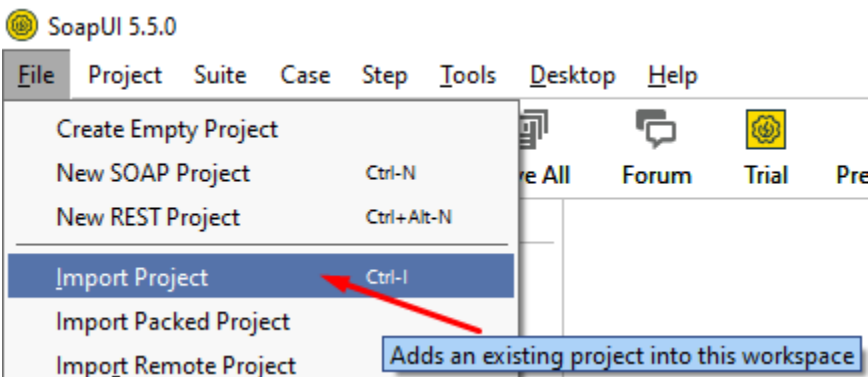 SoapUI 5.5.0
File Project Suite Case Step Tools Desktop Help
Create Empty Project
New SOAP Project Ctrl-N
New REST Project Ctrl+Alt-N
All Forum Trial
Import Project Ctrl-I
Import Packed Project
Import Remote Project
Adds an existing project into this workspace